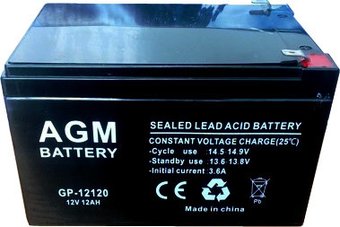 AGM
BATTERY
GP-12120
12V 12AH
SEALED LEAD ACID BATTERY
CONSTANT VOLTAGE CHARGE(25℃)
-Cycle use :14.5 14.9V
-Standby use :13.6 13.8V
-Initial current :3.6A
Made in china
Pb